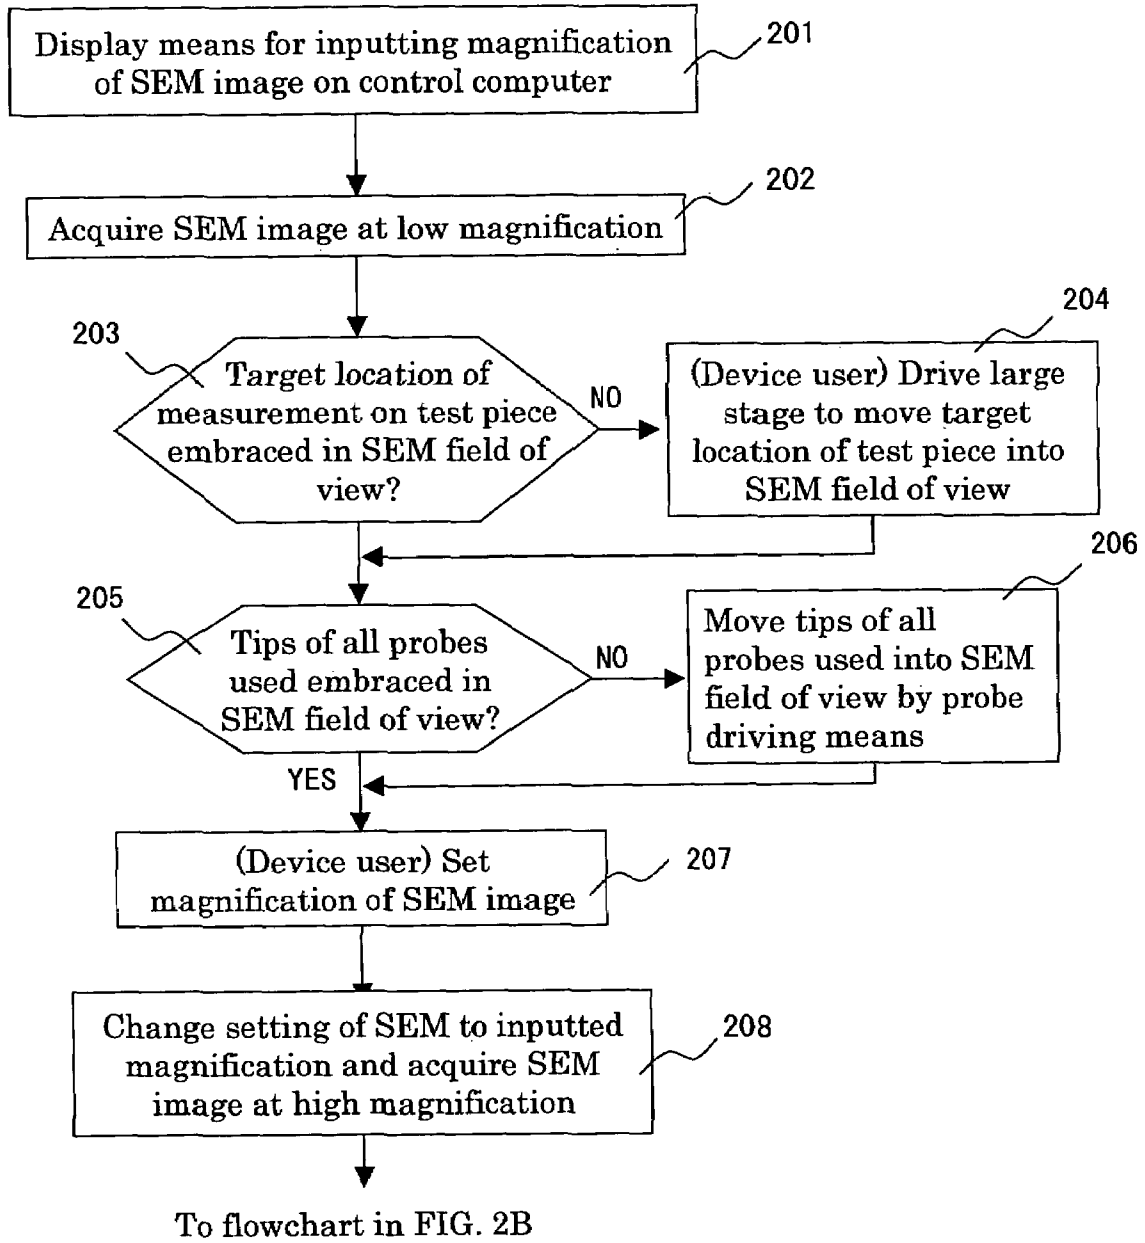 Display means for inputting magnification
of SEM image on control computer
201
Acquire SEM image at low magnification
202
203
Target location of
measurement on test piece
embraced in SEM field of
view?
NO
204
(Device user) Drive large
stage to move target
location of test piece into
SEM field of view
205
Tips of all probes
used embraced in
SEM field of view?
NO
YES
206
Move tips of all
probes used into SEM
field of view by probe
driving means
(Device user) Set
magnification of SEM image
207
Change setting of SEM to inputted
magnification and acquire SEM
image at high magnification
208
To flowchart in FIG. 2B